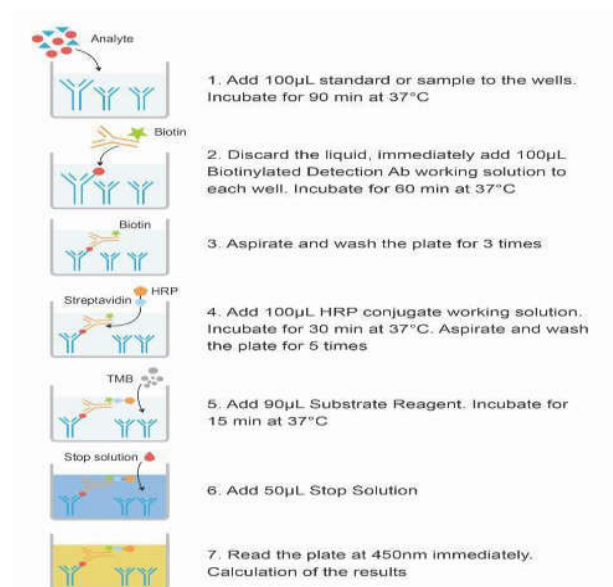 Analyte
1. Add 100µL standard or sample to the wells.
Incubate for 90 min at 37°C
Biotin
2. Discard the liquid, immediately add 100µL
Biotinylated Detection Ab working solution to
each well. Incubate for 60 min at 37°C
Biotin
3. Aspirate and wash the plate for 3 times
HRP
Streptavidin
4. Add 100µL HRP conjugate working solution.
Incubate for 30 min at 37°C. Aspirate and wash
the plate for 5 times
TMB
5. Add 90µL Substrate Reagent. Incubate for
15 min at 37°C
Stop solution
6. Add 50µL Stop Solution
7. Read the plate at 450nm immediately.
Calculation of the results